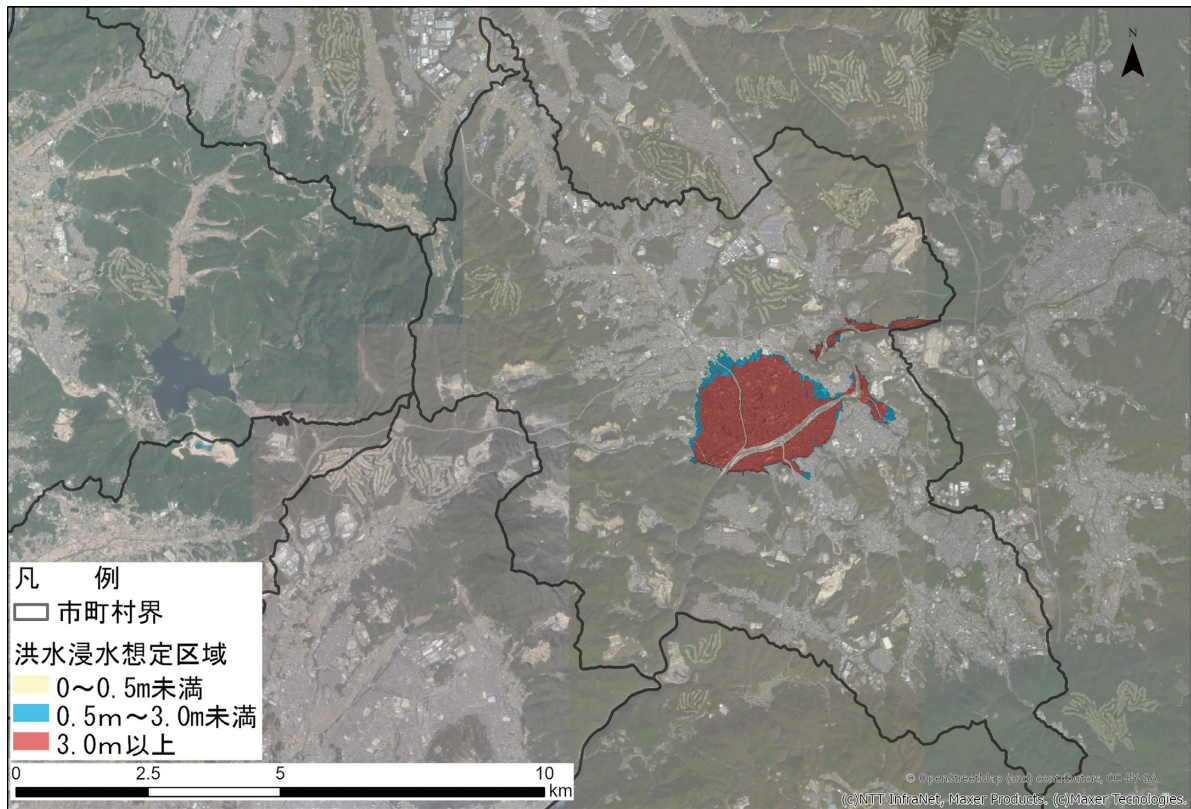 N
凡 例
市町村界
洪水浸水想定区域
0～0.5m未満
0.5ｍ～3.0m未満
3.0ｍ以上
0 2.5 5 10
km
© OpenStreetMap (and) contributors, CC-BY-SA
(c)NTT InfraNet, Maxer Products. (c)Maxer Tecnologies.